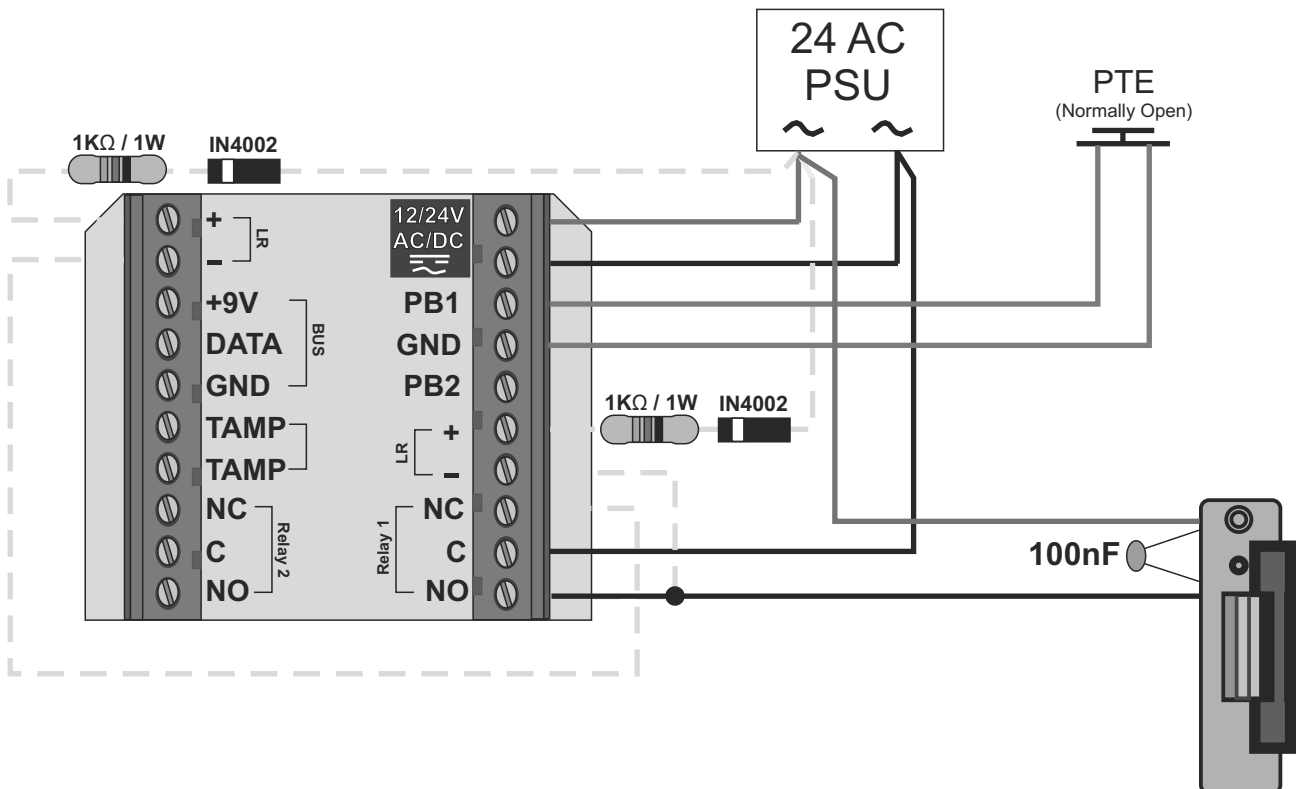 24 AC
PSU
PTE
(Normally Open)
1KΩ / 1W
IN4002
+
LR
−
+9V
DATA
GND
BUS
TAMP
TAMP
NC
C
NO
Relay 2
12/24V
AC/DC
PB1
GND
PB2
+
LR
−
NC
C
NO
Relay 1
1KΩ / 1W
IN4002
100nF